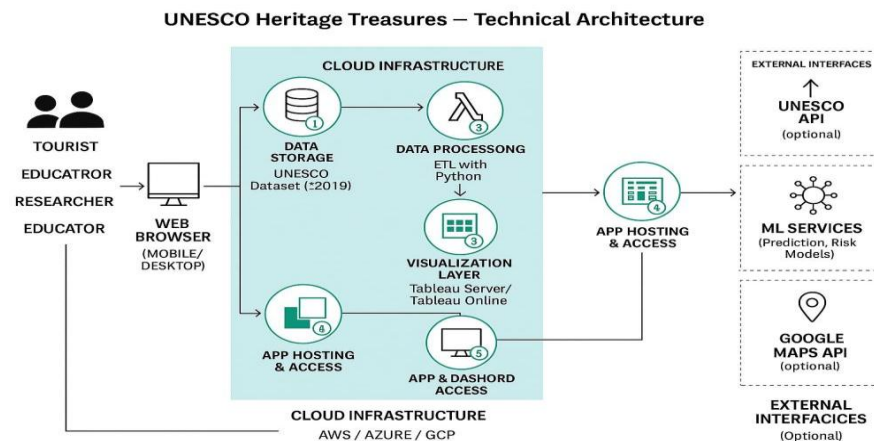 UNESCO Heritage Treasures – Technical Architecture
TOURIST
EDUCATROR
RESEARCHER
EDUCATOR
WEB
BROWSER
(MOBILE/
DESKTOP)
CLOUD INFRASTRUCTURE
1
DATA
STORAGE
UNESCO
Dataset (±2019)
3
DATA PROCESSONG
ETL with
Python
3
VISUALIZATION
LAYER
Tableau Server/
Tableau Online
4
APP HOSTING
& ACCESS
5
APP & DASHORD
ACCESS
CLOUD INFRASTRUCTURE
AWS / AZURE / GCP
4
APP HOSTING
& ACCESS
EXTERNAL INTERFACES
UNESCO
API
(optional)
ML SERVICES
(Prediction, Risk
Models)
GOOGLE
MAPS API
(optional)
EXTERNAL
INTERFACICES
(Optional)